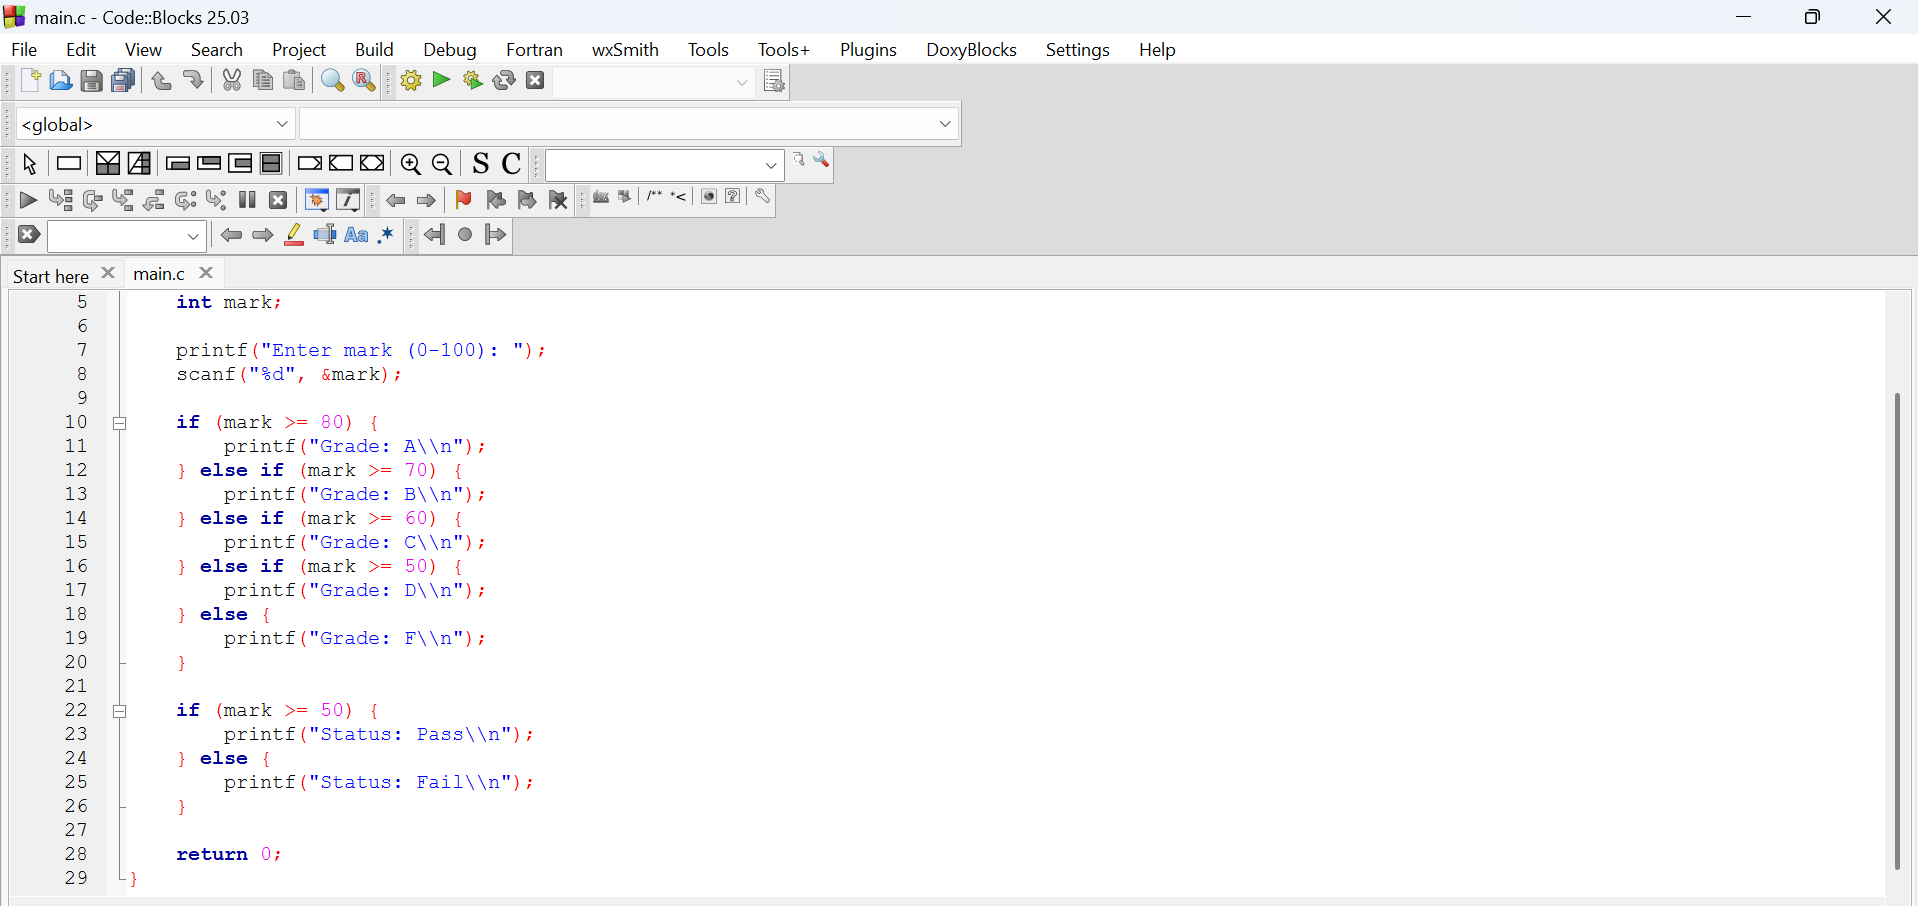 main.c - Code::Blocks 25.03
File Edit View Search Project Build Debug Fortran wxSmith Tools Tools+ Plugins DoxyBlocks Settings Help
<global>
S C
/** *<
Aa .*
Start here main.c
5 int mark;
6
7 printf("Enter mark (0-100): ");
8 scanf("%d", &mark);
9
10 if (mark >= 80) {
11 printf("Grade: A\\n");
12 } else if (mark >= 70) {
13 printf("Grade: B\\n");
14 } else if (mark >= 60) {
15 printf("Grade: C\\n");
16 } else if (mark >= 50) {
17 printf("Grade: D\\n");
18 } else {
19 printf("Grade: F\\n");
20 }
21
22 if (mark >= 50) {
23 printf("Status: Pass\\n");
24 } else {
25 printf("Status: Fail\\n");
26 }
27
28 return 0;
29 }